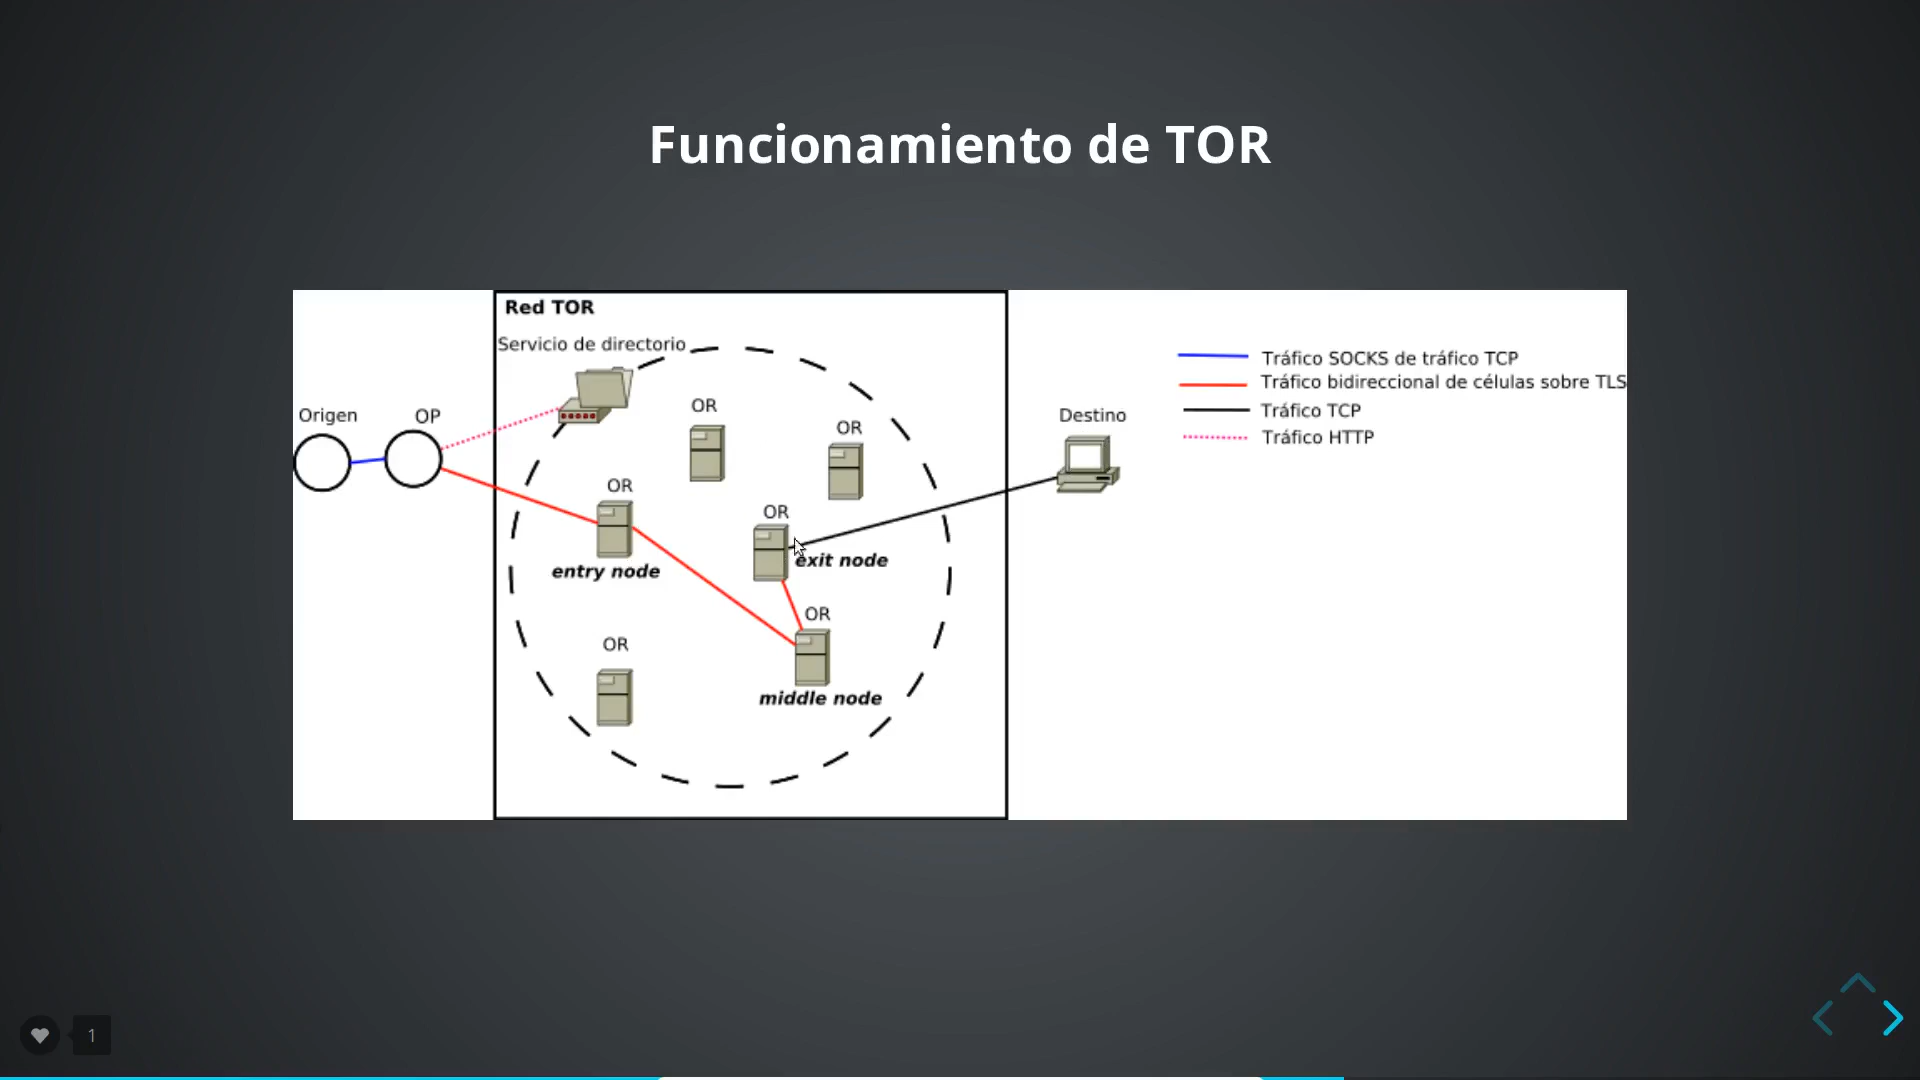 Funcionamiento de TOR
Red TOR
Servicio de directorio
Origen
OP
OR
OR
OR
OR
exit node
entry node
OR
OR
middle node
Destino
Tráfico SOCKS de tráfico TCP
Tráfico bidireccional de células sobre TLS
Tráfico TCP
Tráfico HTTP
1